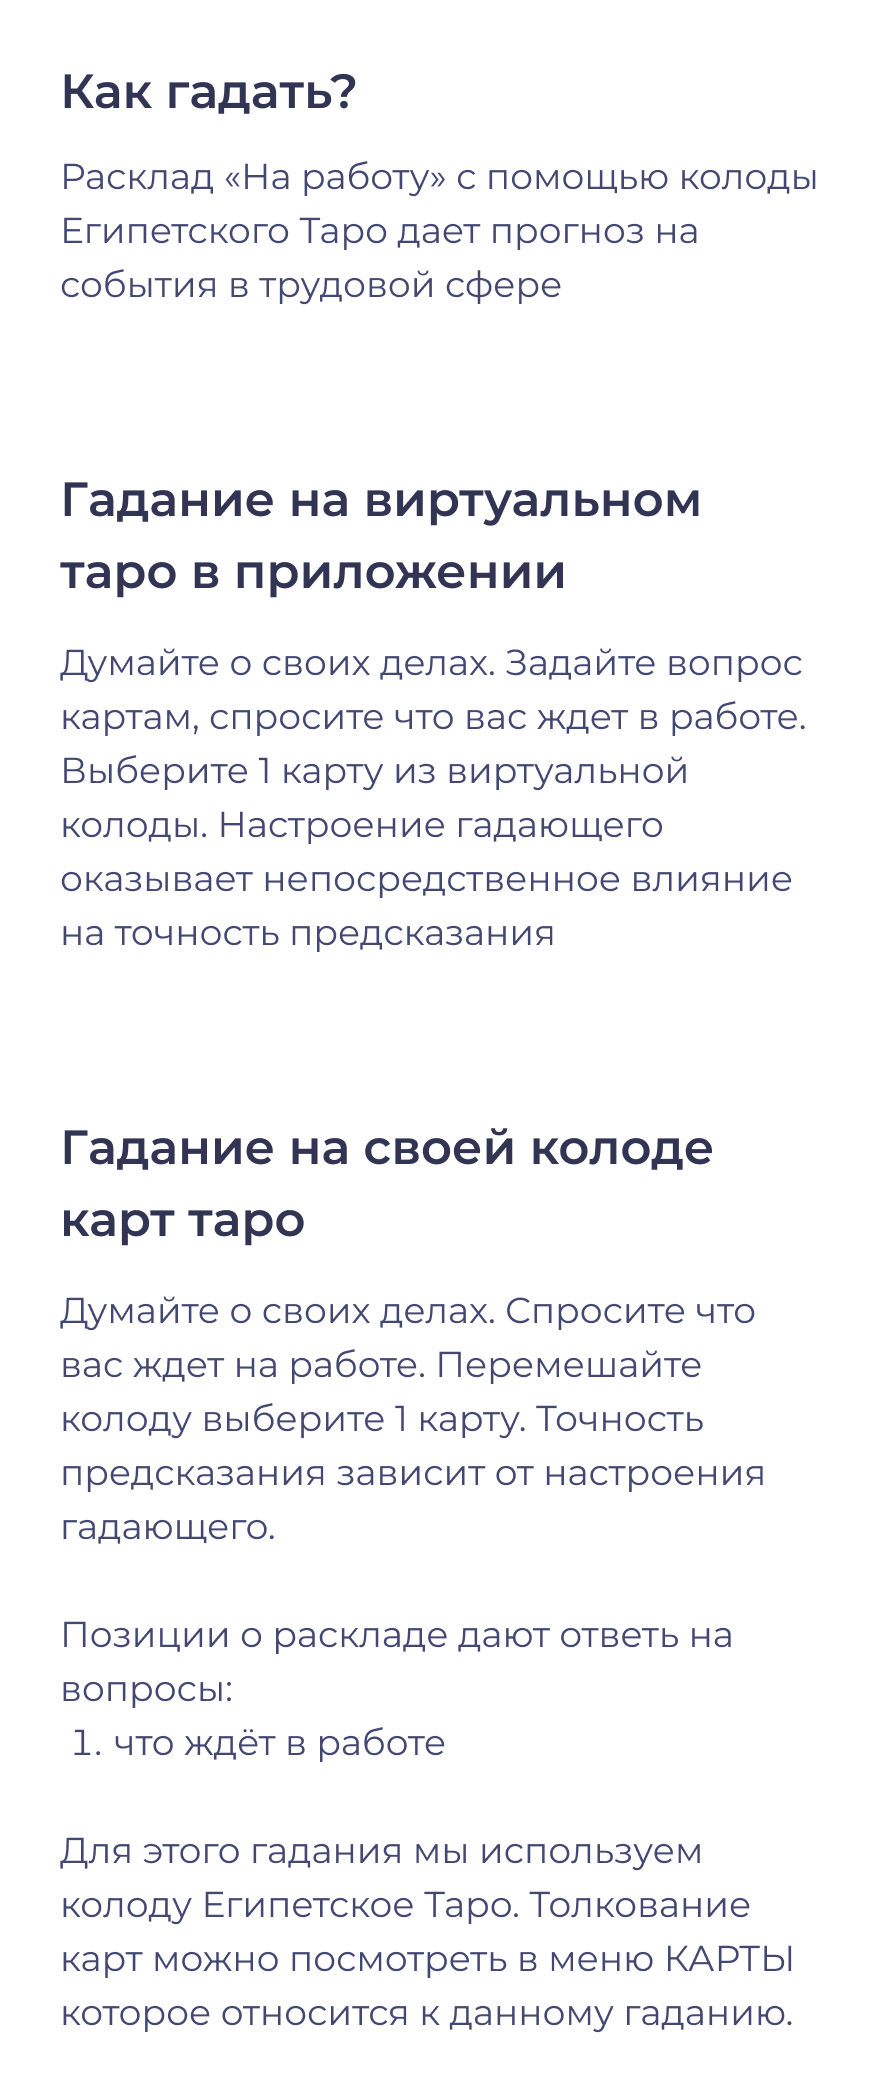 Как гадать?
Расклад «На работу» с помощью колоды
Египетского Таро дает прогноз на
события в трудовой сфере
Гадание на виртуальном
таро в приложении
Думайте о своих делах. Задайте вопрос
картам, спросите что вас ждет в работе.
Выберите 1 карту из виртуальной
колоды. Настроение гадающего
оказывает непосредственное влияние
на точность предсказания
Гадание на своей колоде
карт таро
Думайте о своих делах. Спросите что
вас ждет на работе. Перемешайте
колоду выберите 1 карту. Точность
предсказания зависит от настроения
гадающего.
Позиции о раскладе дают ответь на
вопросы:
1. что ждёт в работе
Для этого гадания мы используем
колоду Египетское Таро. Толкование
карт можно посмотреть в меню КАРТЫ
которое относится к данному гаданию.